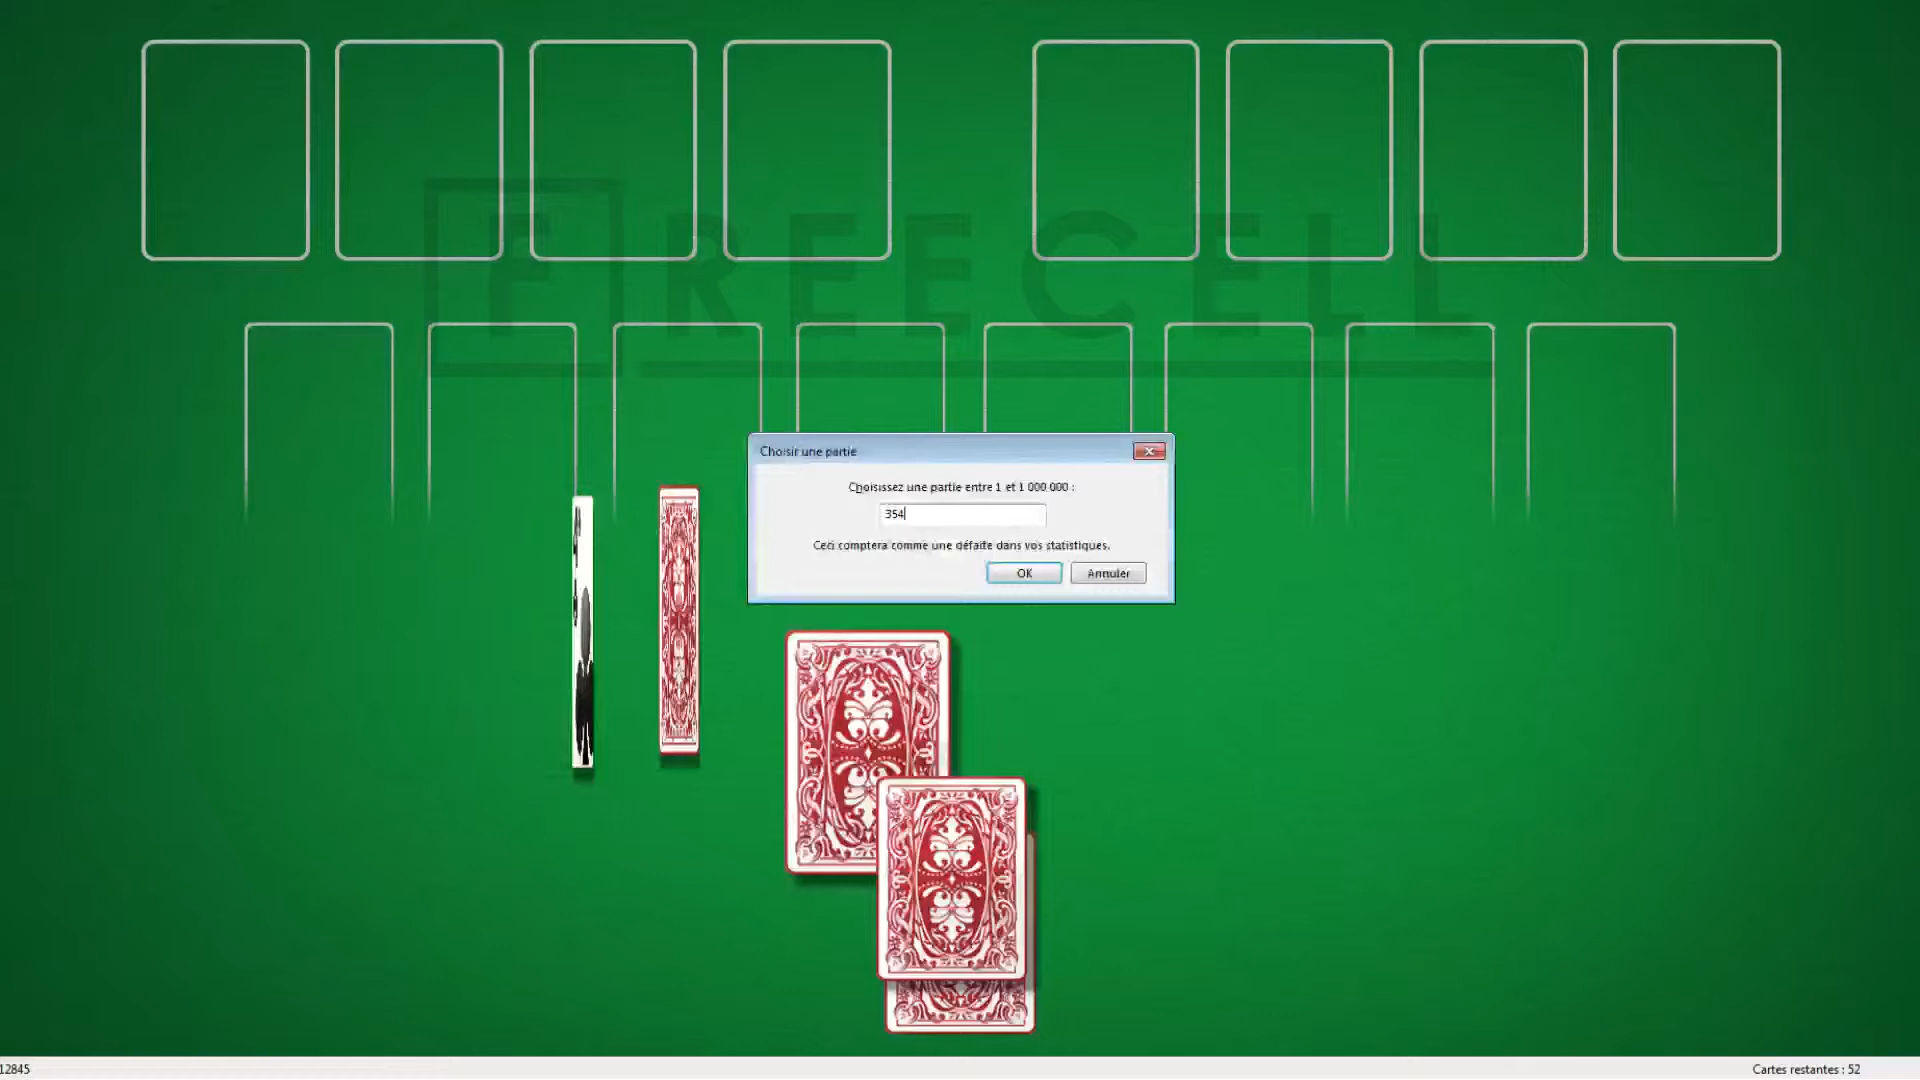 FREECELL
Choisir une partie
Choisissez une partie entre 1 et 1 000 000 :
354
Ceci comptera comme une défaite dans vos statistiques.
OK
Annuler
12845
Cartes restantes : 52